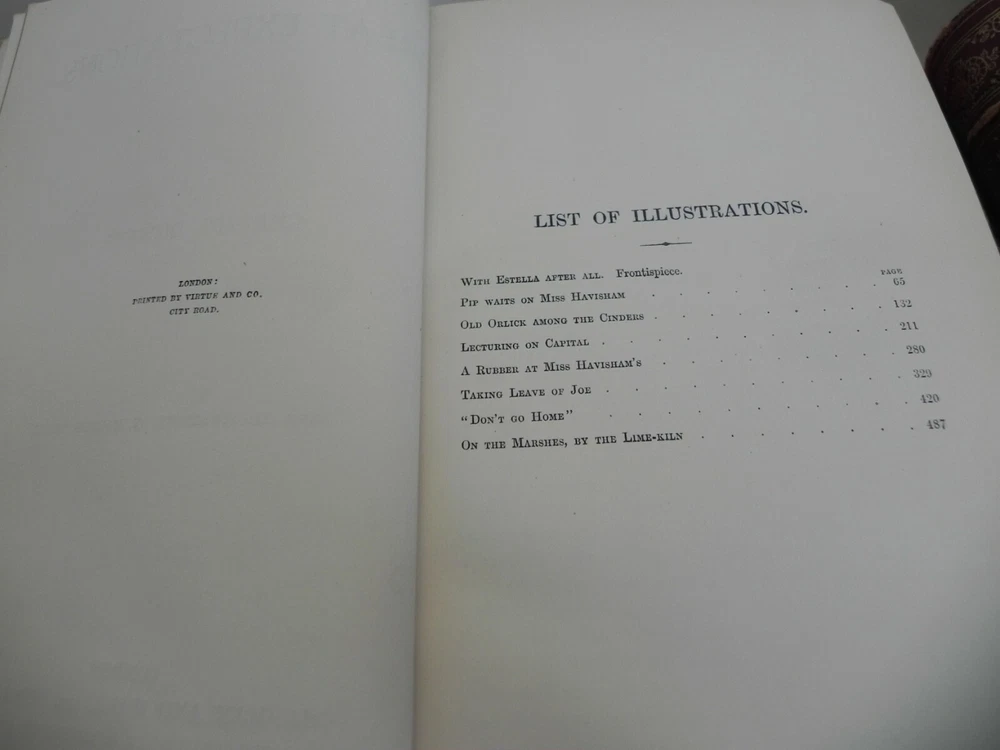 LONDON:
PRINTED BY VIRTUE AND CO.
CITY ROAD.
LIST OF ILLUSTRATIONS.
PAGE
WITH ESTELLA AFTER ALL. Frontispiece.
PIP WAITS ON MISS HAVISHAM . . . . . . . . 65
OLD ORLICK AMONG THE CINDERS . . . . . . . . 132
LECTURING ON CAPITAL . . . . . . . . 211
A RUBBER AT MISS HAVISHAM'S . . . . . . . 280
TAKING LEAVE OF JOE . . . . . . . . 329
"DON'T GO HOME" . . . . . . . . 420
ON THE MARSHES, BY THE LIME-KILN . . . . . . . . 487